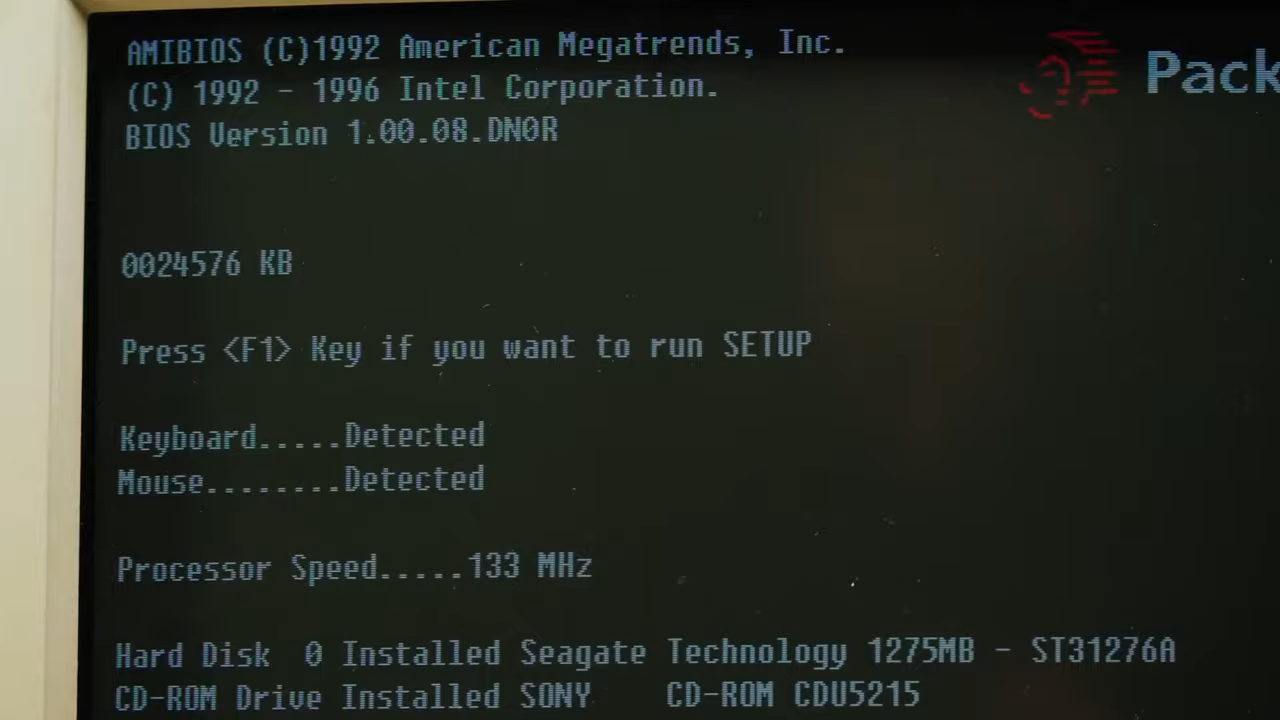 AMIBIOS (C)1992 American Megatrends, Inc.
(C) 1992 - 1996 Intel Corporation.
BIOS Version 1.00.08.DN0R
Pack
0024576 KB
Press <F1> Key if you want to run SETUP
Keyboard.....Detected
Mouse........Detected
Processor Speed.....133 MHz
Hard Disk 0 Installed Seagate Technology 1275MB - ST31276A
CD-ROM Drive Installed SONY CD-ROM CDU5215